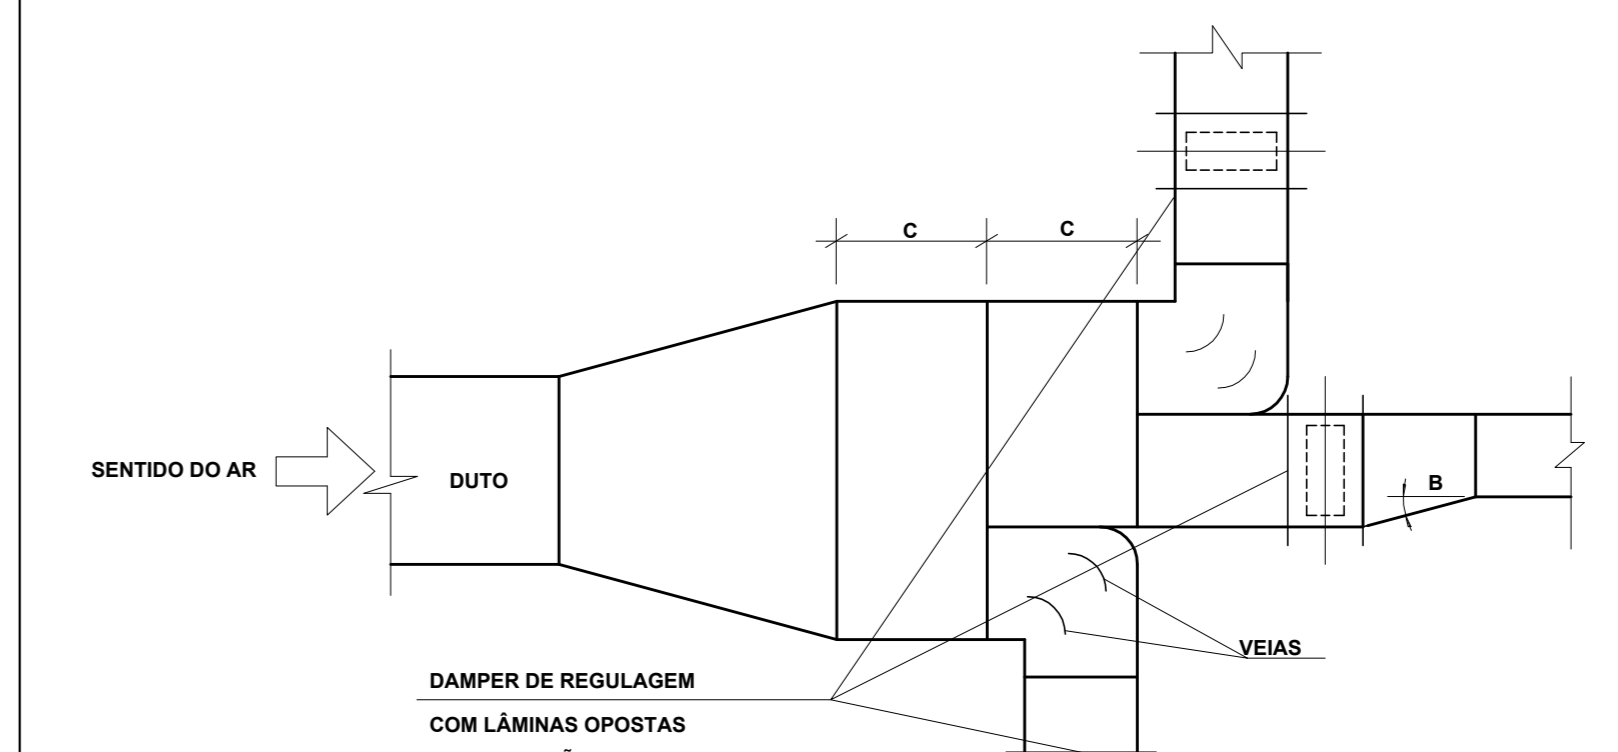 C
C
SENTIDO DO AR
DUTO
B
VEIAS
DAMPER DE REGULAGEM
COM LÂMINAS OPOSTAS